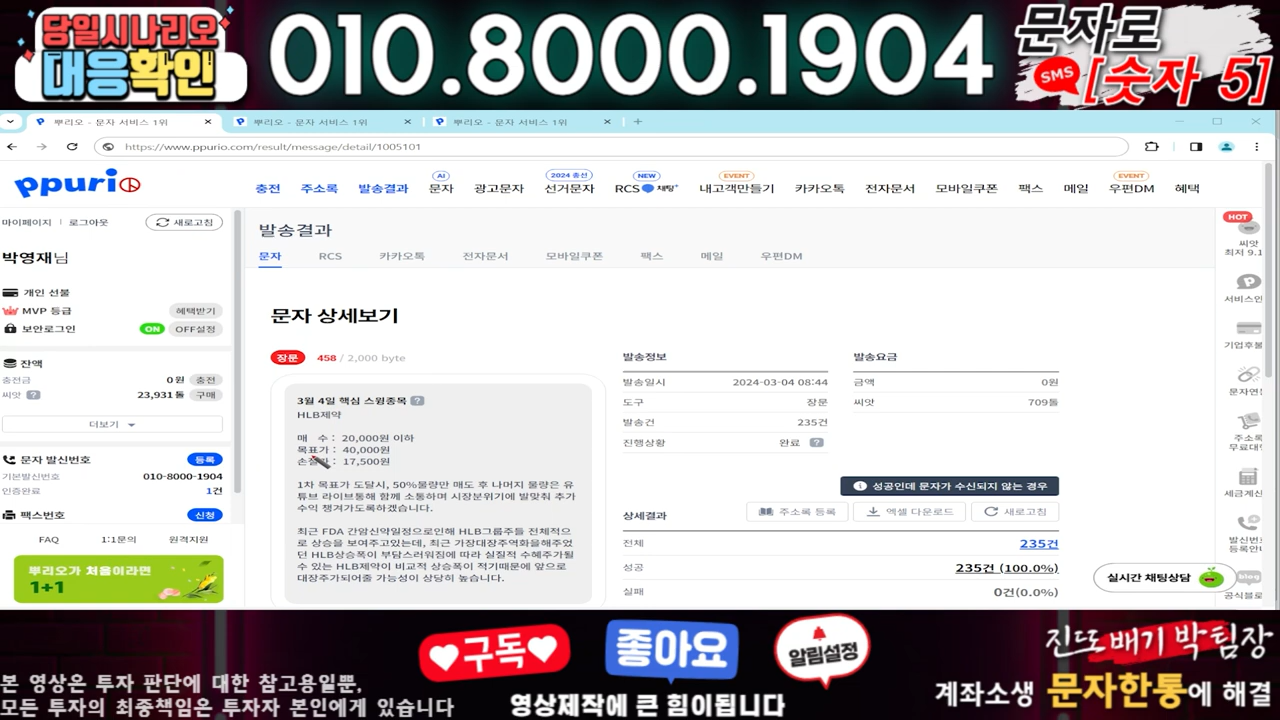 당일시나리오
대응확인
010.8000.1904
문자로
SMS
[숫자 5]
뿌리오 - 문자 서비스 1위
뿌리오 - 문자 서비스 1위
뿌리오 - 문자 서비스 1위
https://www.ppurio.com/result/message/detail/1005101
ppurio
충전
주소록
발송결과
AI
문자
광고문자
2024 총선
선거문자
NEW
RCS 채팅+
EVENT
내고객만들기
카카오톡
전자문서
모바일쿠폰
팩스
메일
EVENT
우편DM
혜택
마이페이지 | 로그아웃
새로고침
박영재님
개인 선불
MVP 등급
혜택받기
보안로그인
ON
OFF설정
잔액
충전금
0 원
충전
씨앗 ?
23,931 톨
구매
더보기
문자 발신번호
등록
기본발신번호
010-8000-1904
인증완료
1건
팩스번호
신청
FAQ
1:1문의
원격지원
뿌리오가 처음이라면
1+1
발송결과
문자
RCS
카카오톡
전자문서
모바일쿠폰
팩스
메일
우편DM
문자 상세보기
장문
458 / 2,000 byte
3월 4일 핵심 스윙종목 ?
HLB제약
매 수 : 20,000원 이하
목표가 : 40,000원
손절가 : 17,500원
1차 목표가 도달시, 50%물량만 매도 후 나머지 물량은 유
튜브 라이브통해 함께 소통하며 시장분위기에 발맞춰 추가
수익 챙겨가도록하겠습니다.
최근 FDA 간암신약일정으로인해 HLB그룹주들 전체적으
로 상승을 보여주고있는데, 최근 가장대장주역화를해주었
던 HLB상승폭이 부담스러워짐에 따라 실질적 수혜주가될
수 있는 HLB제약이 비교적 상승폭이 적기때문에 앞으로
대장주가되어줄 가능성이 상당히 높습니다.
발송정보
발송일시
2024-03-04 08:44
도구
장문
발송건
235건
진행상황
완료 ?
발송요금
금액
0원
씨앗
709톨
성공인데 문자가 수신되지 않는 경우
상세결과
주소록 등록
엑셀 다운로드
새로고침
전체
235건
성공
235건 (100.0%)
실패
0건(0.0%)
HOT
씨앗
최저 9.1
서비스인
기업후불
문자연동
주소록
무료대
세금계산
발신번호
등록안내
blog
공식블로
실시간 채팅상담
구독
좋아요
알림설정
영상제작에 큰 힘이됩니다
본 영상은 투자 판단에 대한 참고용일뿐,
모든 투자의 최종책임은 투자자 본인에게 있습니다
진또배기 박팀장
계좌소생 문자한통에 해결